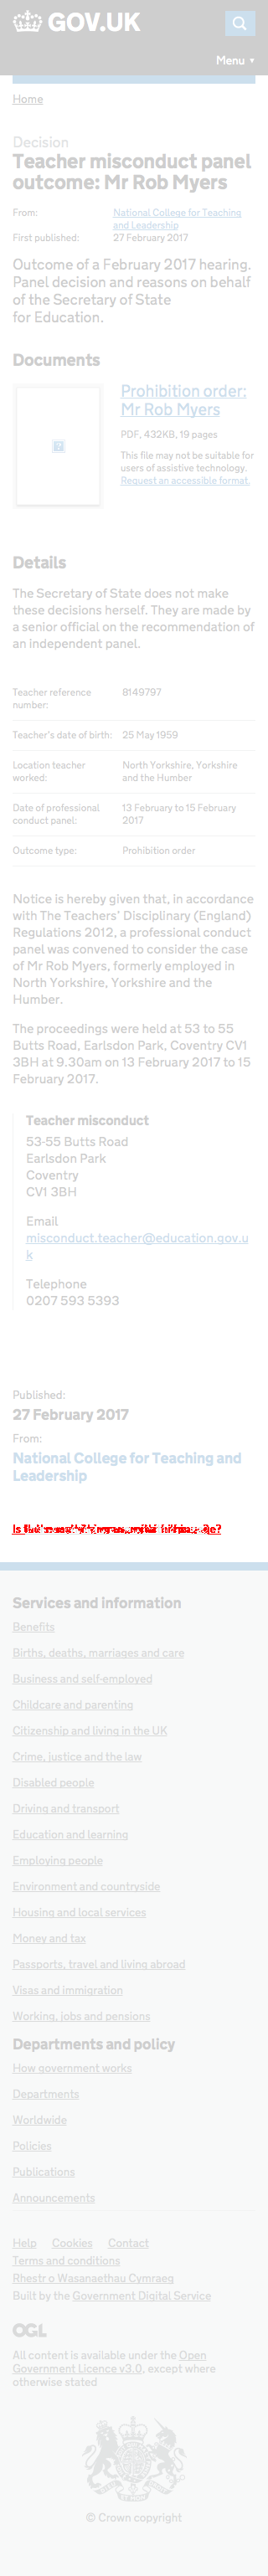 GOV.UK
Menu ▼
Home
Decision
Teacher misconduct panel
outcome: Mr Rob Myers
From: National College for Teaching
and Leadership
First published: 27 February 2017
Outcome of a February 2017 hearing.
Panel decision and reasons on behalf
of the Secretary of State
for Education.
Documents
Prohibition order:
Mr Rob Myers
PDF, 432KB, 19 pages
This file may not be suitable for
users of assistive technology.
Request an accessible format.
Details
The Secretary of State does not make
these decisions herself. They are made by
a senior official on the recommendation of
an independent panel.
Teacher reference 8149797
number:
Teacher's date of birth: 25 May 1959
Location teacher North Yorkshire, Yorkshire
worked: and the Humber
Date of professional 13 February to 15 February
conduct panel: 2017
Outcome type: Prohibition order
Notice is hereby given that, in accordance
with The Teachers' Disciplinary (England)
Regulations 2012, a professional conduct
panel was convened to consider the case
of Mr Rob Myers, formerly employed in
North Yorkshire, Yorkshire and the
Humber.
The proceedings were held at 53 to 55
Butts Road, Earlsdon Park, Coventry CV1
3BH at 9.30am on 13 February 2017 to 15
February 2017.
Teacher misconduct
53-55 Butts Road
Earlsdon Park
Coventry
CV1 3BH
Email
misconduct.teacher@education.gov.u
k
Telephone
0207 593 5393
Published:
27 February 2017
From:
National College for Teaching and
Leadership
Services and information
Benefits
Births, deaths, marriages and care
Business and self-employed
Childcare and parenting
Citizenship and living in the UK
Crime, justice and the law
Disabled people
Driving and transport
Education and learning
Employing people
Environment and countryside
Housing and local services
Money and tax
Passports, travel and living abroad
Visas and immigration
Working, jobs and pensions
Departments and policy
How government works
Departments
Worldwide
Policies
Publications
Announcements
Help Cookies Contact
Terms and conditions
Rhestr o Wasanaethau Cymraeg
Built by the Government Digital Service
OGL
All content is available under the Open
Government Licence v3.0, except where
otherwise stated
© Crown copyright